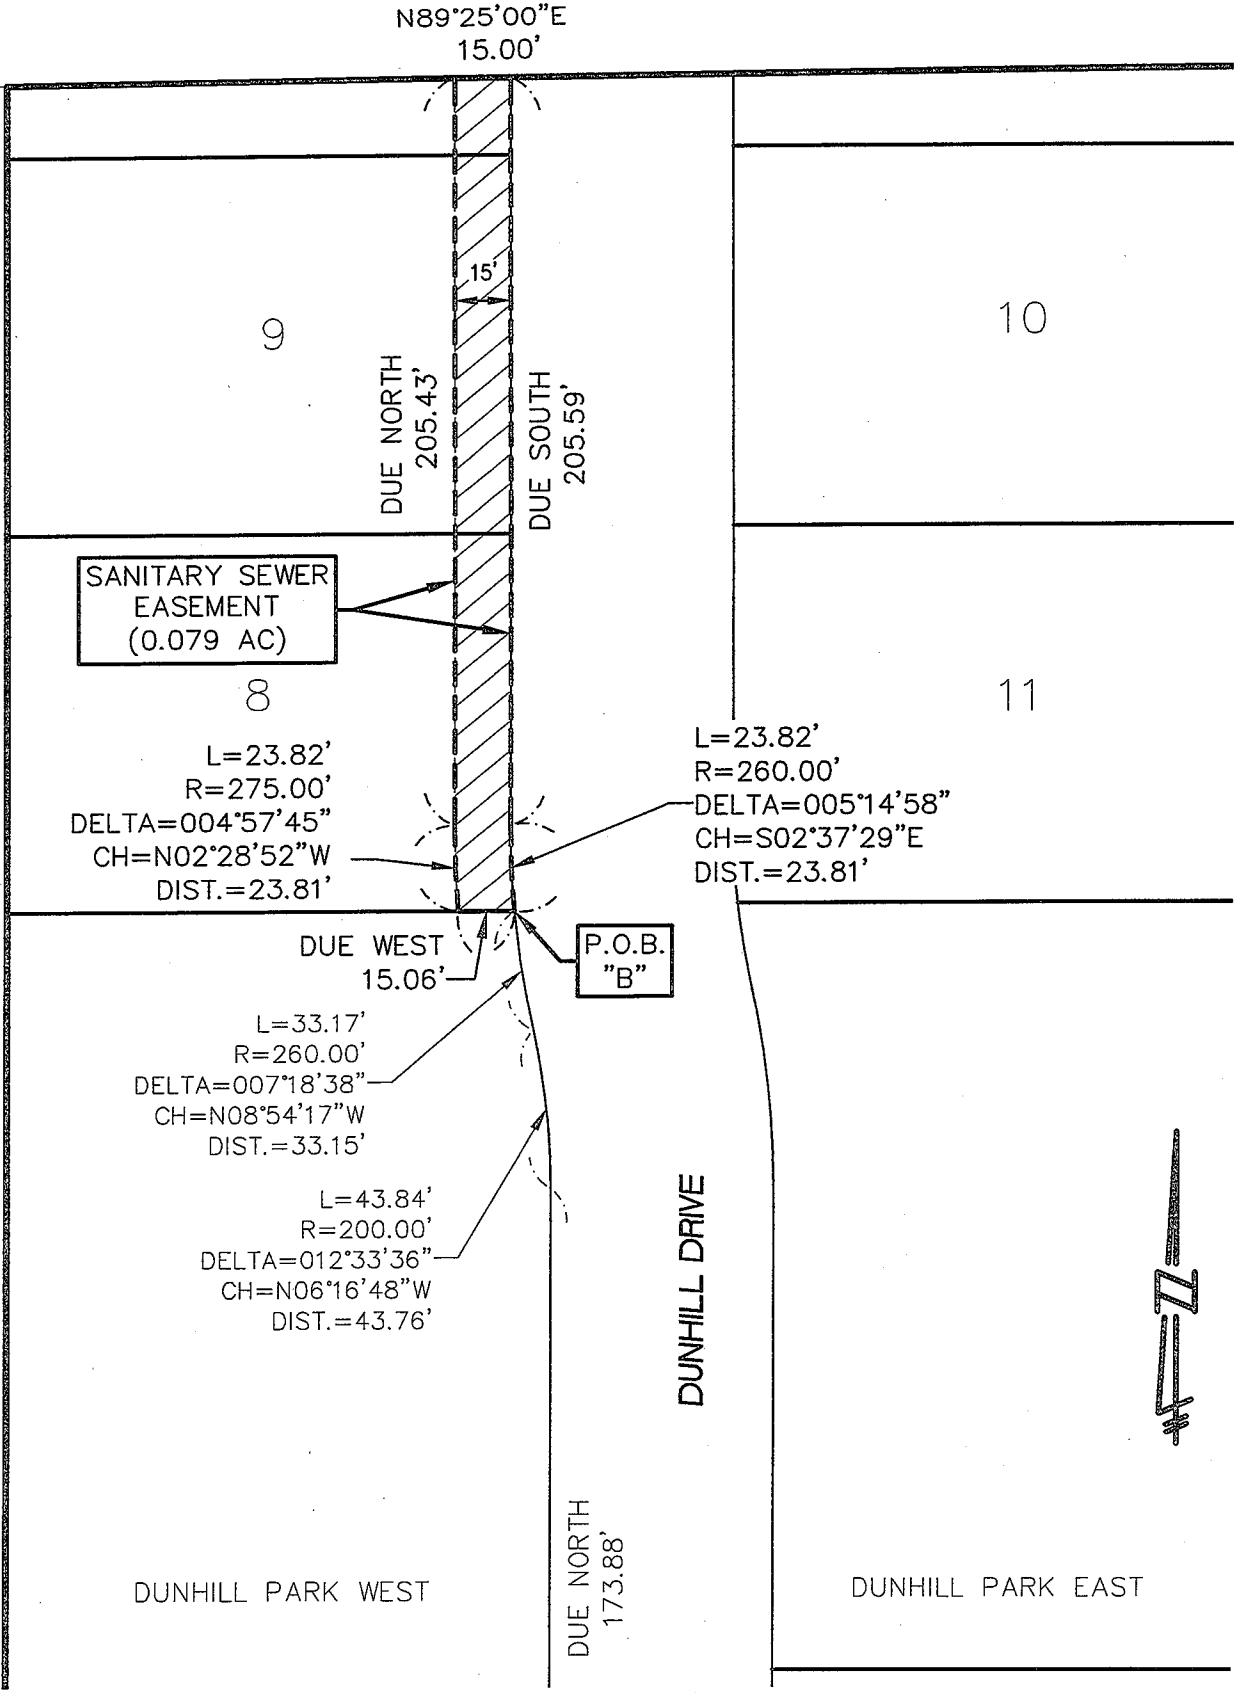 N89°25'00"E
15.00'
15'
9
10
DUE NORTH
205.43'
DUE SOUTH
205.59'
SANITARY SEWER
EASEMENT
(0.079 AC)
8
11
L=23.82'
R=275.00'
DELTA=004°57'45"
CH=N02°28'52"W
DIST.=23.81'
L=23.82'
R=260.00'
DELTA=005°14'58"
CH=S02°37'29"E
DIST.=23.81'
DUE WEST
15.06'
P.O.B.
"B"
L=33.17'
R=260.00'
DELTA=007°18'38"
CH=N08°54'17"W
DIST.=33.15'
L=43.84'
R=200.00'
DELTA=012°33'36"
CH=N06°16'48"W
DIST.=43.76'
DUNHILL DRIVE
N
DUE NORTH
173.88'
DUNHILL PARK WEST
DUNHILL PARK EAST